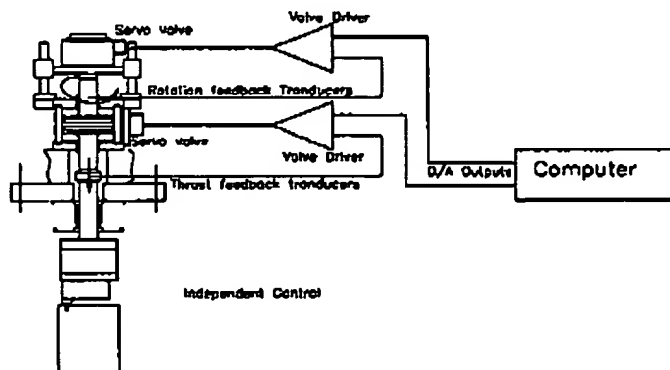 Valve Driver
Servo valve
Rotation feedback Tranducers
Servo valve
Valve Driver
Thrust feedback tranducers
D/A Outputs
Computer
Independent Control